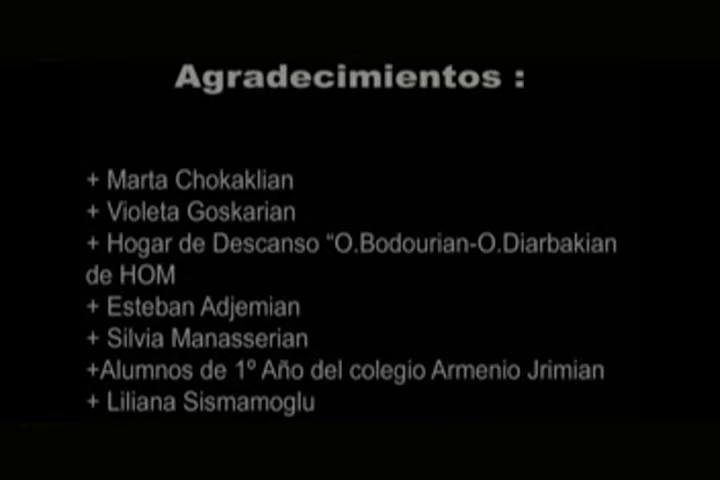 Agradecimientos :
+ Marta Chokaklian
+ Violeta Goskarian
+ Hogar de Descanso “O.Bodourian-O.Diarbakian
de HOM
+ Esteban Adjemian
+ Silvia Manasserian
+Alumnos de 1º Año del colegio Armenio Jrimian
+ Liliana Sismamoglu